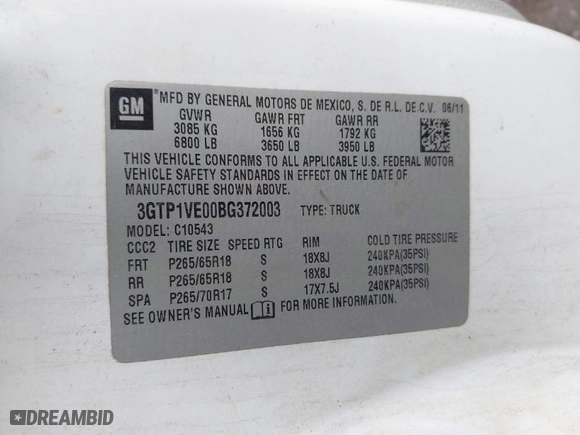 GM ®MFD BY GENERAL MOTORS DE MEXICO, S. DE R.L. DE C.V. 06/11
GVWR GAWR FRT GAWR RR
3085 KG 1656 KG 1792 KG
6800 LB 3650 LB 3950 LB
THIS VEHICLE CONFORMS TO ALL APPLICABLE U.S. FEDERAL MOTOR
VEHICLE SAFETY STANDARDS IN EFFECT ON THE DATE OF
MANUFACTURE SHOWN ABOVE.
3GTP1VE00BG372003 TYPE: TRUCK
MODEL: C10543
CCC2 TIRE SIZE SPEED RTG RIM COLD TIRE PRESSURE
FRT P265/65R18 S 18X8J 240KPA(35PSI)
RR P265/65R18 S 18X8J 240KPA(35PSI)
SPA P265/70R17 S 17X7.5J 240KPA(35PSI)
SEE OWNER'S MANUAL FOR MORE INFORMATION.
DREAMBID